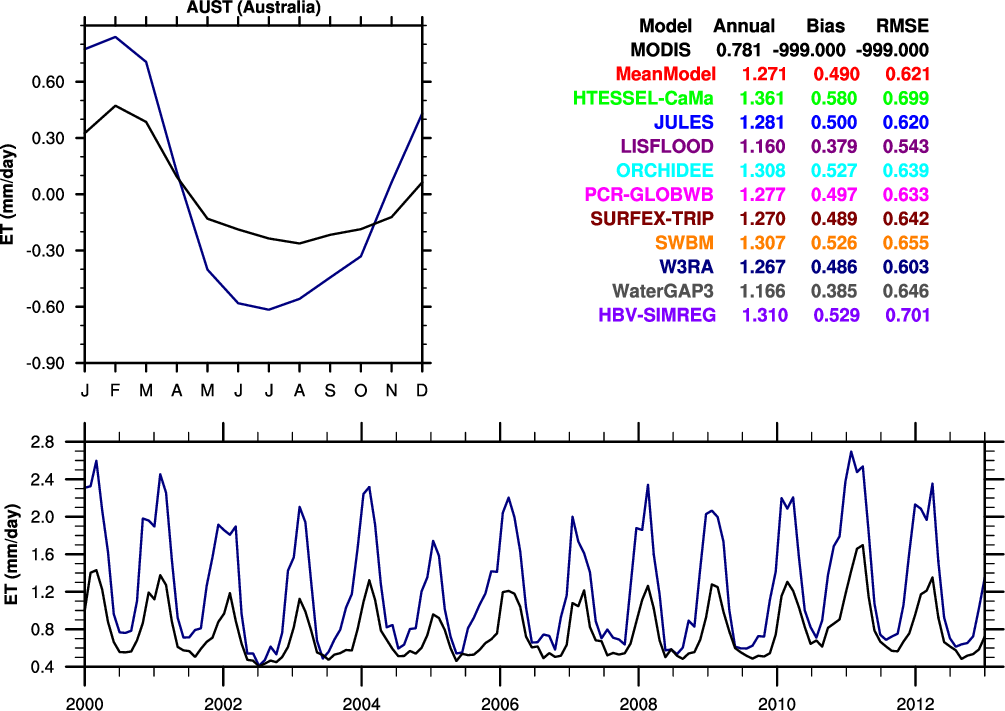 AUST (Australia)
ET (mm/day)
0.60
0.30
0.00
-0.30
-0.60
-0.90
J F M A M J J A S O N D
Model Annual Bias RMSE
MODIS 0.781 -999.000 -999.000
MeanModel 1.271 0.490 0.621
HTESSEL-CaMa 1.361 0.580 0.699
JULES 1.281 0.500 0.620
LISFLOOD 1.160 0.379 0.543
ORCHIDEE 1.308 0.527 0.639
PCR-GLOBWB 1.277 0.497 0.633
SURFEX-TRIP 1.270 0.489 0.642
SWBM 1.307 0.526 0.655
W3RA 1.267 0.486 0.603
WaterGAP3 1.166 0.385 0.646
HBV-SIMREG 1.310 0.529 0.701
ET (mm/day)
2.8
2.4
2.0
1.6
1.2
0.8
0.4
2000 2002 2004 2006 2008 2010 2012